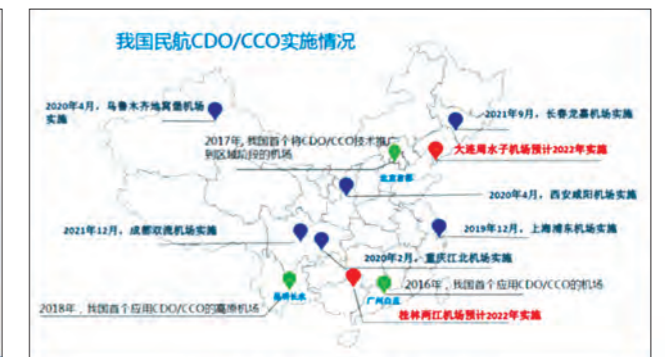 我国民航CDO/CCO实施情况
2020年4月，乌鲁木齐地窝堡机场
实施
2021年9月，长春龙嘉机场实施
2017年，我国首个将CDO/CCO技术推广
到区域阶段的机场
大连周水子机场预计2022年实施
北京首都
2020年4月，西安咸阳机场实施
2021年12月，成都双流机场实施
2019年12月，上海浦东机场实施
2020年2月，重庆江北机场实施
昆明长水
广州白云
2016年，我国首个应用CDO/CCO的机场
2018年，我国首个应用CDO/CCO的高原机场
桂林两江机场预计2022年实施